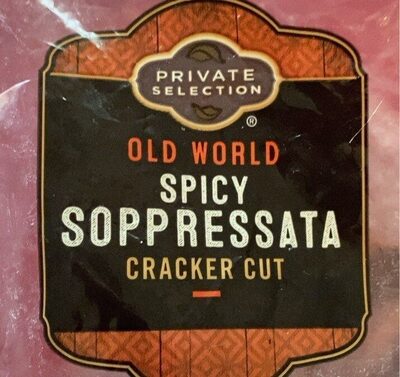 PRIVATE
SELECTION
®
OLD WORLD
SPICY
SOPPRESSATA
CRACKER CUT